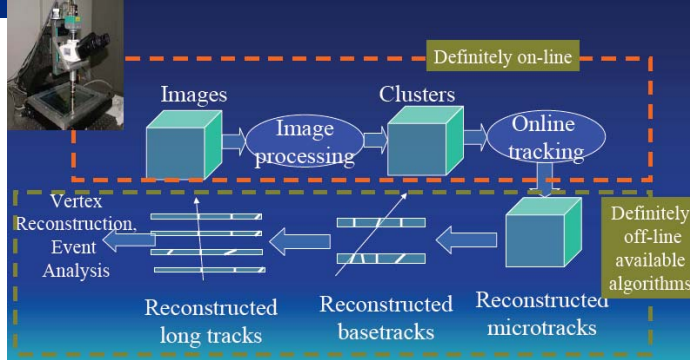 Definitely on-line
Images
Clusters
Image
processing
Online
tracking
Vertex
Reconstruction,
Event
Analysis
Definitely
off-line
available
algorithms
Reconstructed
long tracks
Reconstructed
basetracks
Reconstructed
microtracks